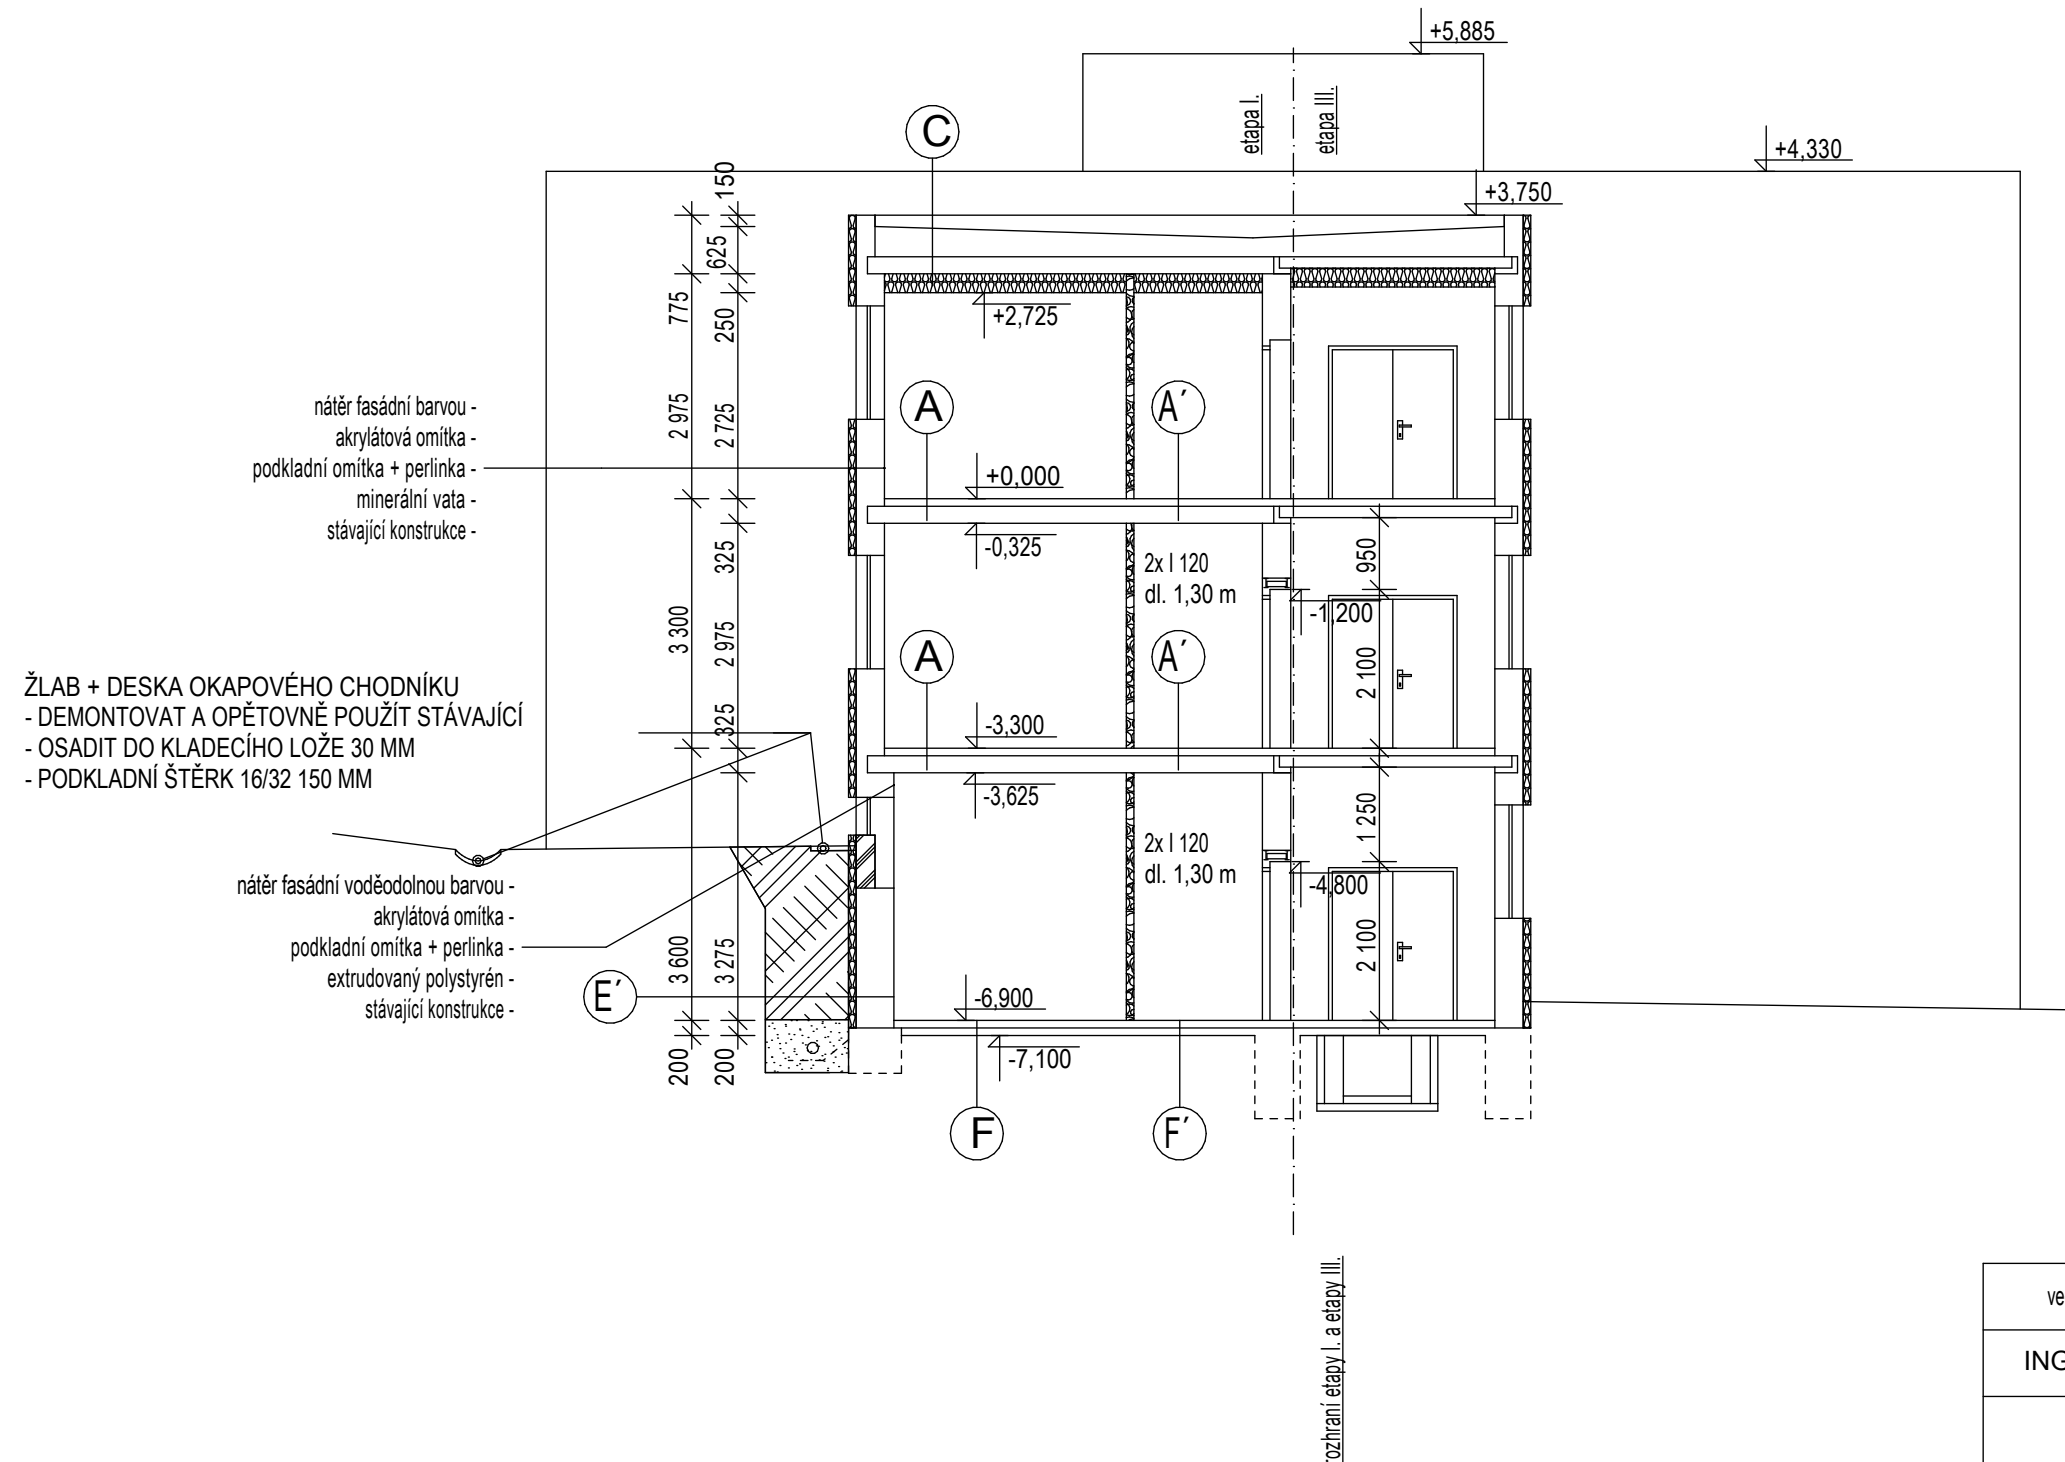 +5,885
etapa I.
etapa III.
C
+4,330
150
+3,750
625
775
250
+2,725
2 975
2 725
nátěr fasádní barvou -
akrylátová omítka -
podkladní omítka + perlinka -
minerální vata -
stávající konstrukce -
A
A´
+0,000
-0,325
325
950
2x I 120
dl. 1,30 m
-1,200
3 300
2 975
A
A´
2 100
ŽLAB + DESKA OKAPOVÉHO CHODNÍKU
- DEMONTOVAT A OPĚTOVNĚ POUŽÍT STÁVAJÍCÍ
- OSADIT DO KLADECÍHO LOŽE 30 MM
- PODKLADNÍ ŠTĚRK 16/32 150 MM
325
-3,300
-3,625
1 250
2x I 120
dl. 1,30 m
-4,800
nátěr fasádní voděodolnou barvou -
akrylátová omítka -
podkladní omítka + perlinka -
extrudovaný polystyrén -
stávající konstrukce -
3 600
3 275
2 100
E´
-6,900
-7,100
200
200
F
F´
rozhraní etapy I. a etapy III.
ve
ING